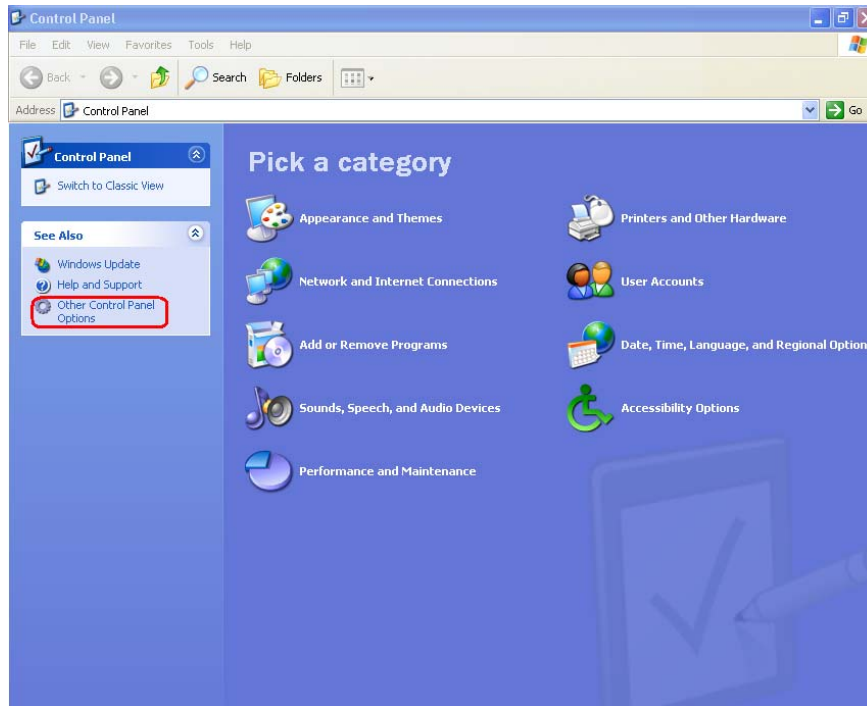 Control Panel
File Edit View Favorites Tools Help
Back Search Folders
Address Control Panel Go
Control Panel
Switch to Classic View
See Also
Windows Update
Help and Support
Other Control Panel
Options
Pick a category
Appearance and Themes
Printers and Other Hardware
Network and Internet Connections
User Accounts
Add or Remove Programs
Date, Time, Language, and Regional Option
Sounds, Speech, and Audio Devices
Accessibility Options
Performance and Maintenance